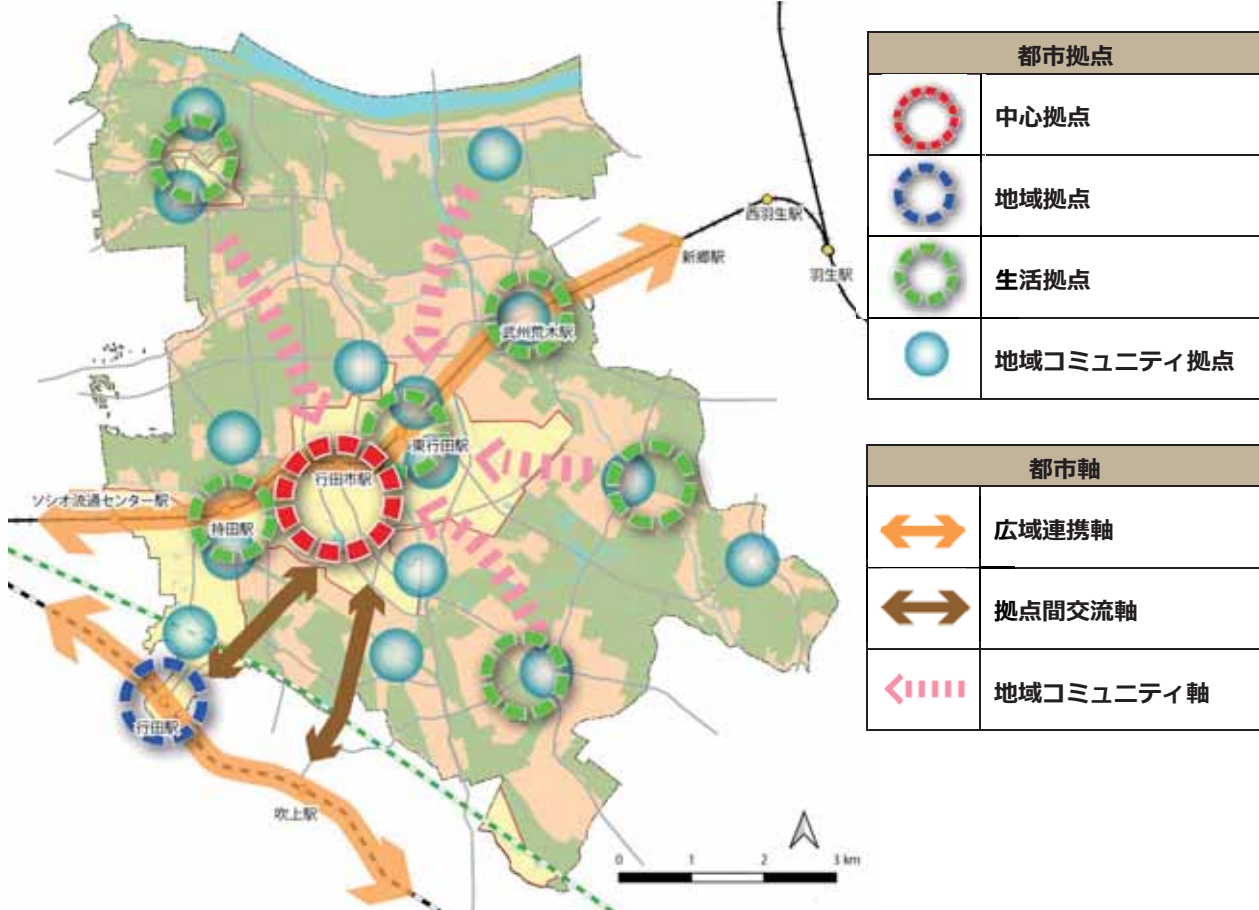 都市拠点
中心拠点
地域拠点
生活拠点
地域コミュニティ拠点
都市軸
広域連携軸
拠点間交流軸
地域コミュニティ軸
西羽生駅
新郷駅
羽生駅
武州荒木駅
東行田駅
行田市駅
ソシオ流通センター駅
持田駅
行田駅
吹上駅
0 1 2 3 km